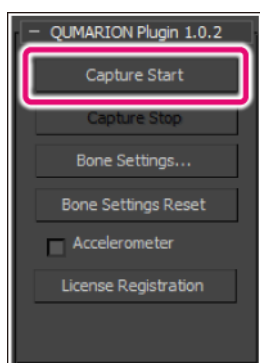 QUMARION Plugin 1.0.2
Capture Start
Capture Stop
Bone Settings...
Bone Settings Reset
Accelerometer
License Registration